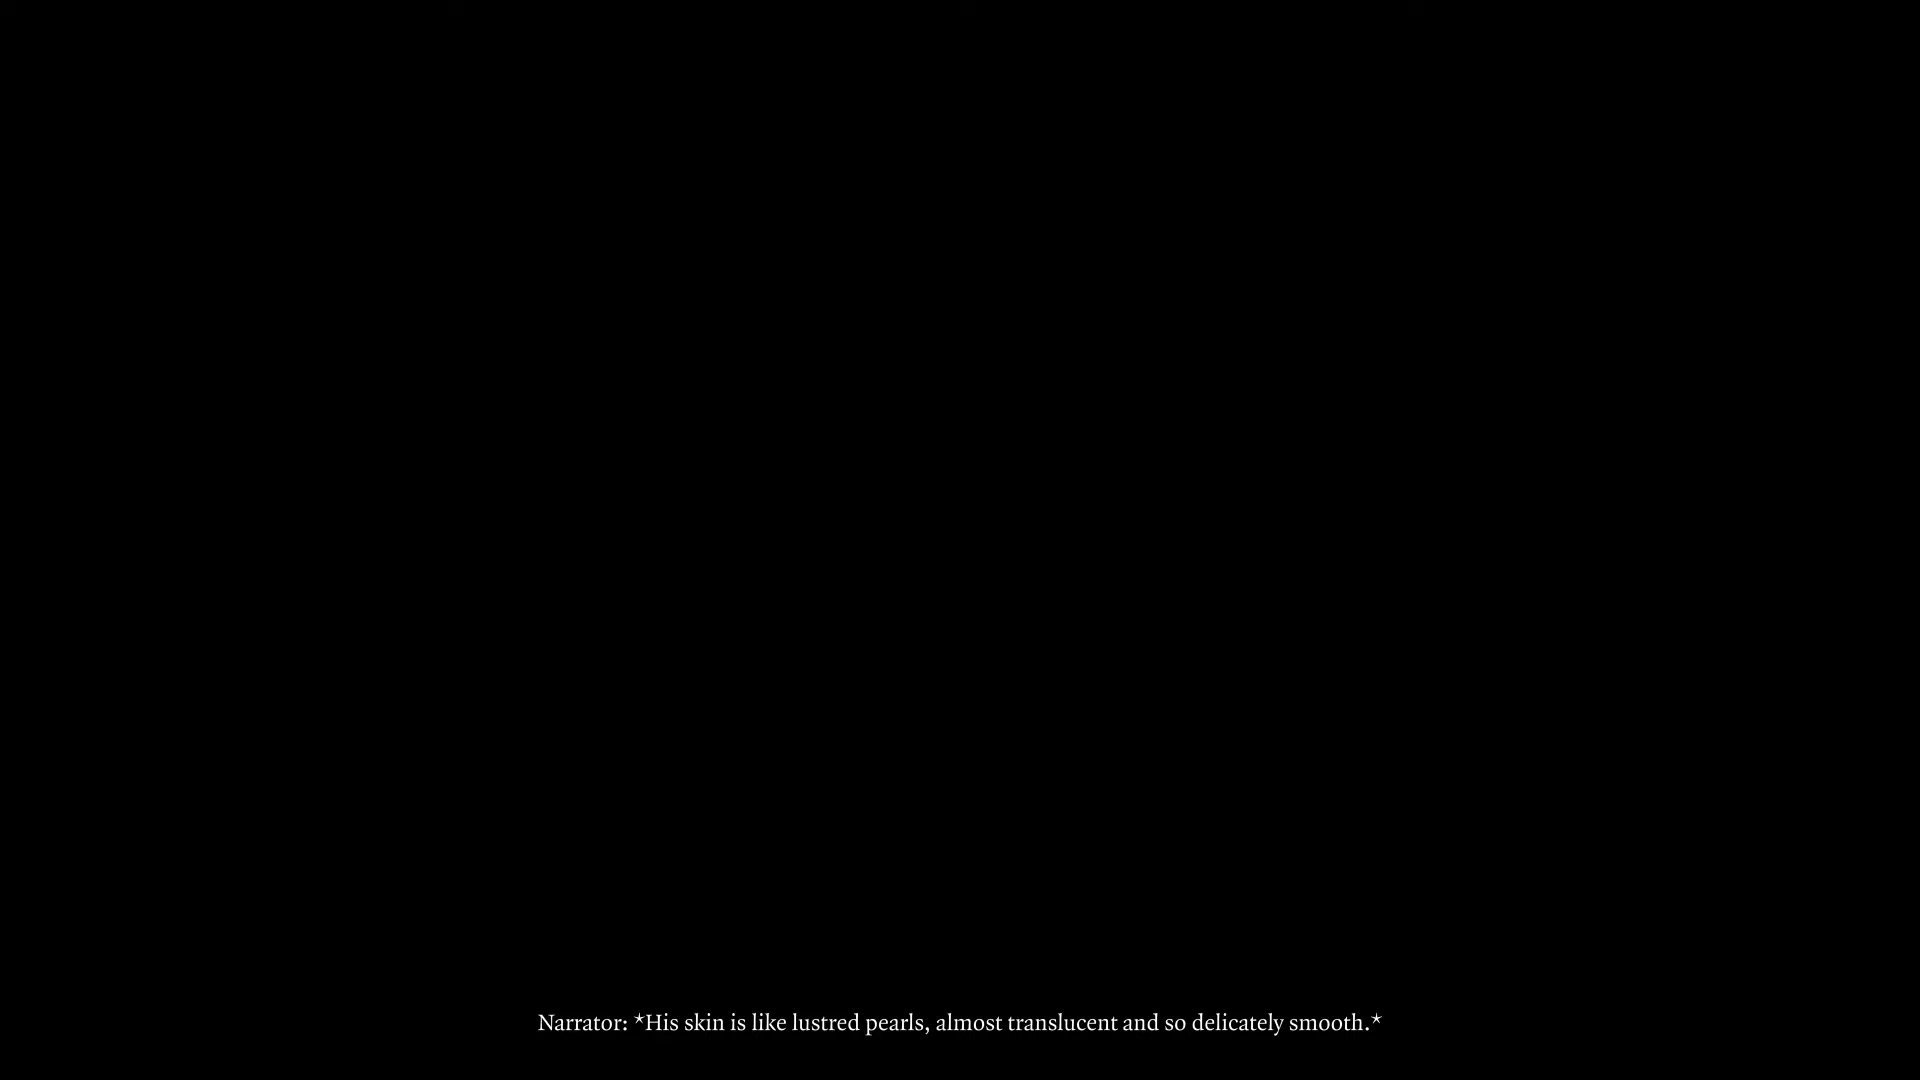 Narrator: *His skin is like lustred pearls, almost translucent and so delicately smooth.*